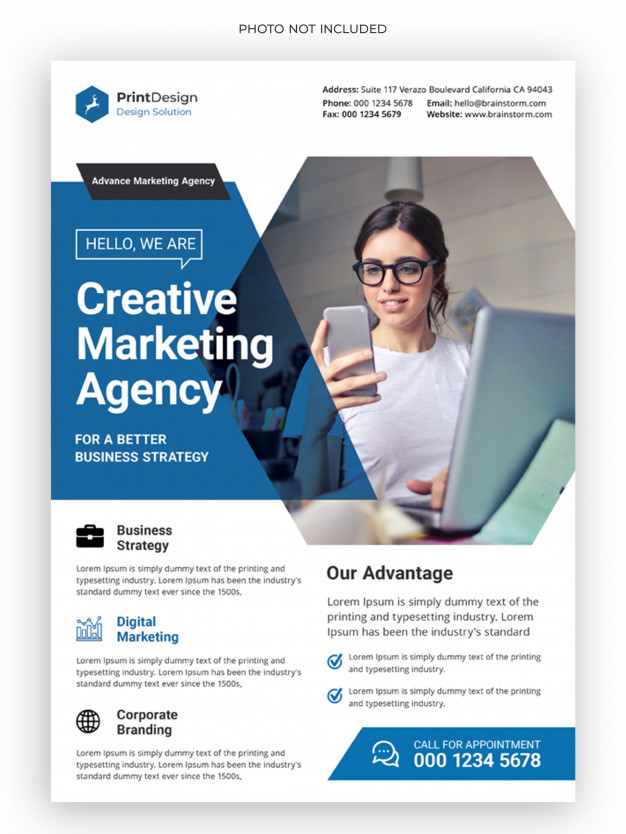 PHOTO NOT INCLUDED
PrintDesign
Design Solution
Address: Suite 117 Verazo Boulevard California CA 94043
Phone: 000 1234 5678 Email: hello@brainstorm.com
Fax: 000 1234 5679 Website: www.brainstorm.com
Advance Marketing Agency
HELLO, WE ARE
Creative
Marketing
Agency
FOR A BETTER
BUSINESS STRATEGY
Business
Strategy
Lorem Ipsum is simply dummy text of the printing and
typesetting industry. Lorem Ipsum has been the industry's
standard dummy text ever since the 1500s,
Digital
Marketing
Lorem Ipsum is simply dummy text of the printing and
typesetting industry. Lorem Ipsum has been the industry's
standard dummy text ever since the 1500s,
Corporate
Branding
Lorem Ipsum is simply dummy text of the printing and
typesetting industry. Lorem Ipsum has been the industry's
standard dummy text ever since the 1500s,
Our Advantage
Lorem Ipsum is simply dummy text of the
printing and typesetting industry. Lorem
Ipsum has been the industry's standard
Lorem Ipsum is simply dummy text of the printing
and typesetting industry.
Lorem Ipsum is simply dummy text of the printing
and typesetting industry.
CALL FOR APPOINTMENT
000 1234 5678